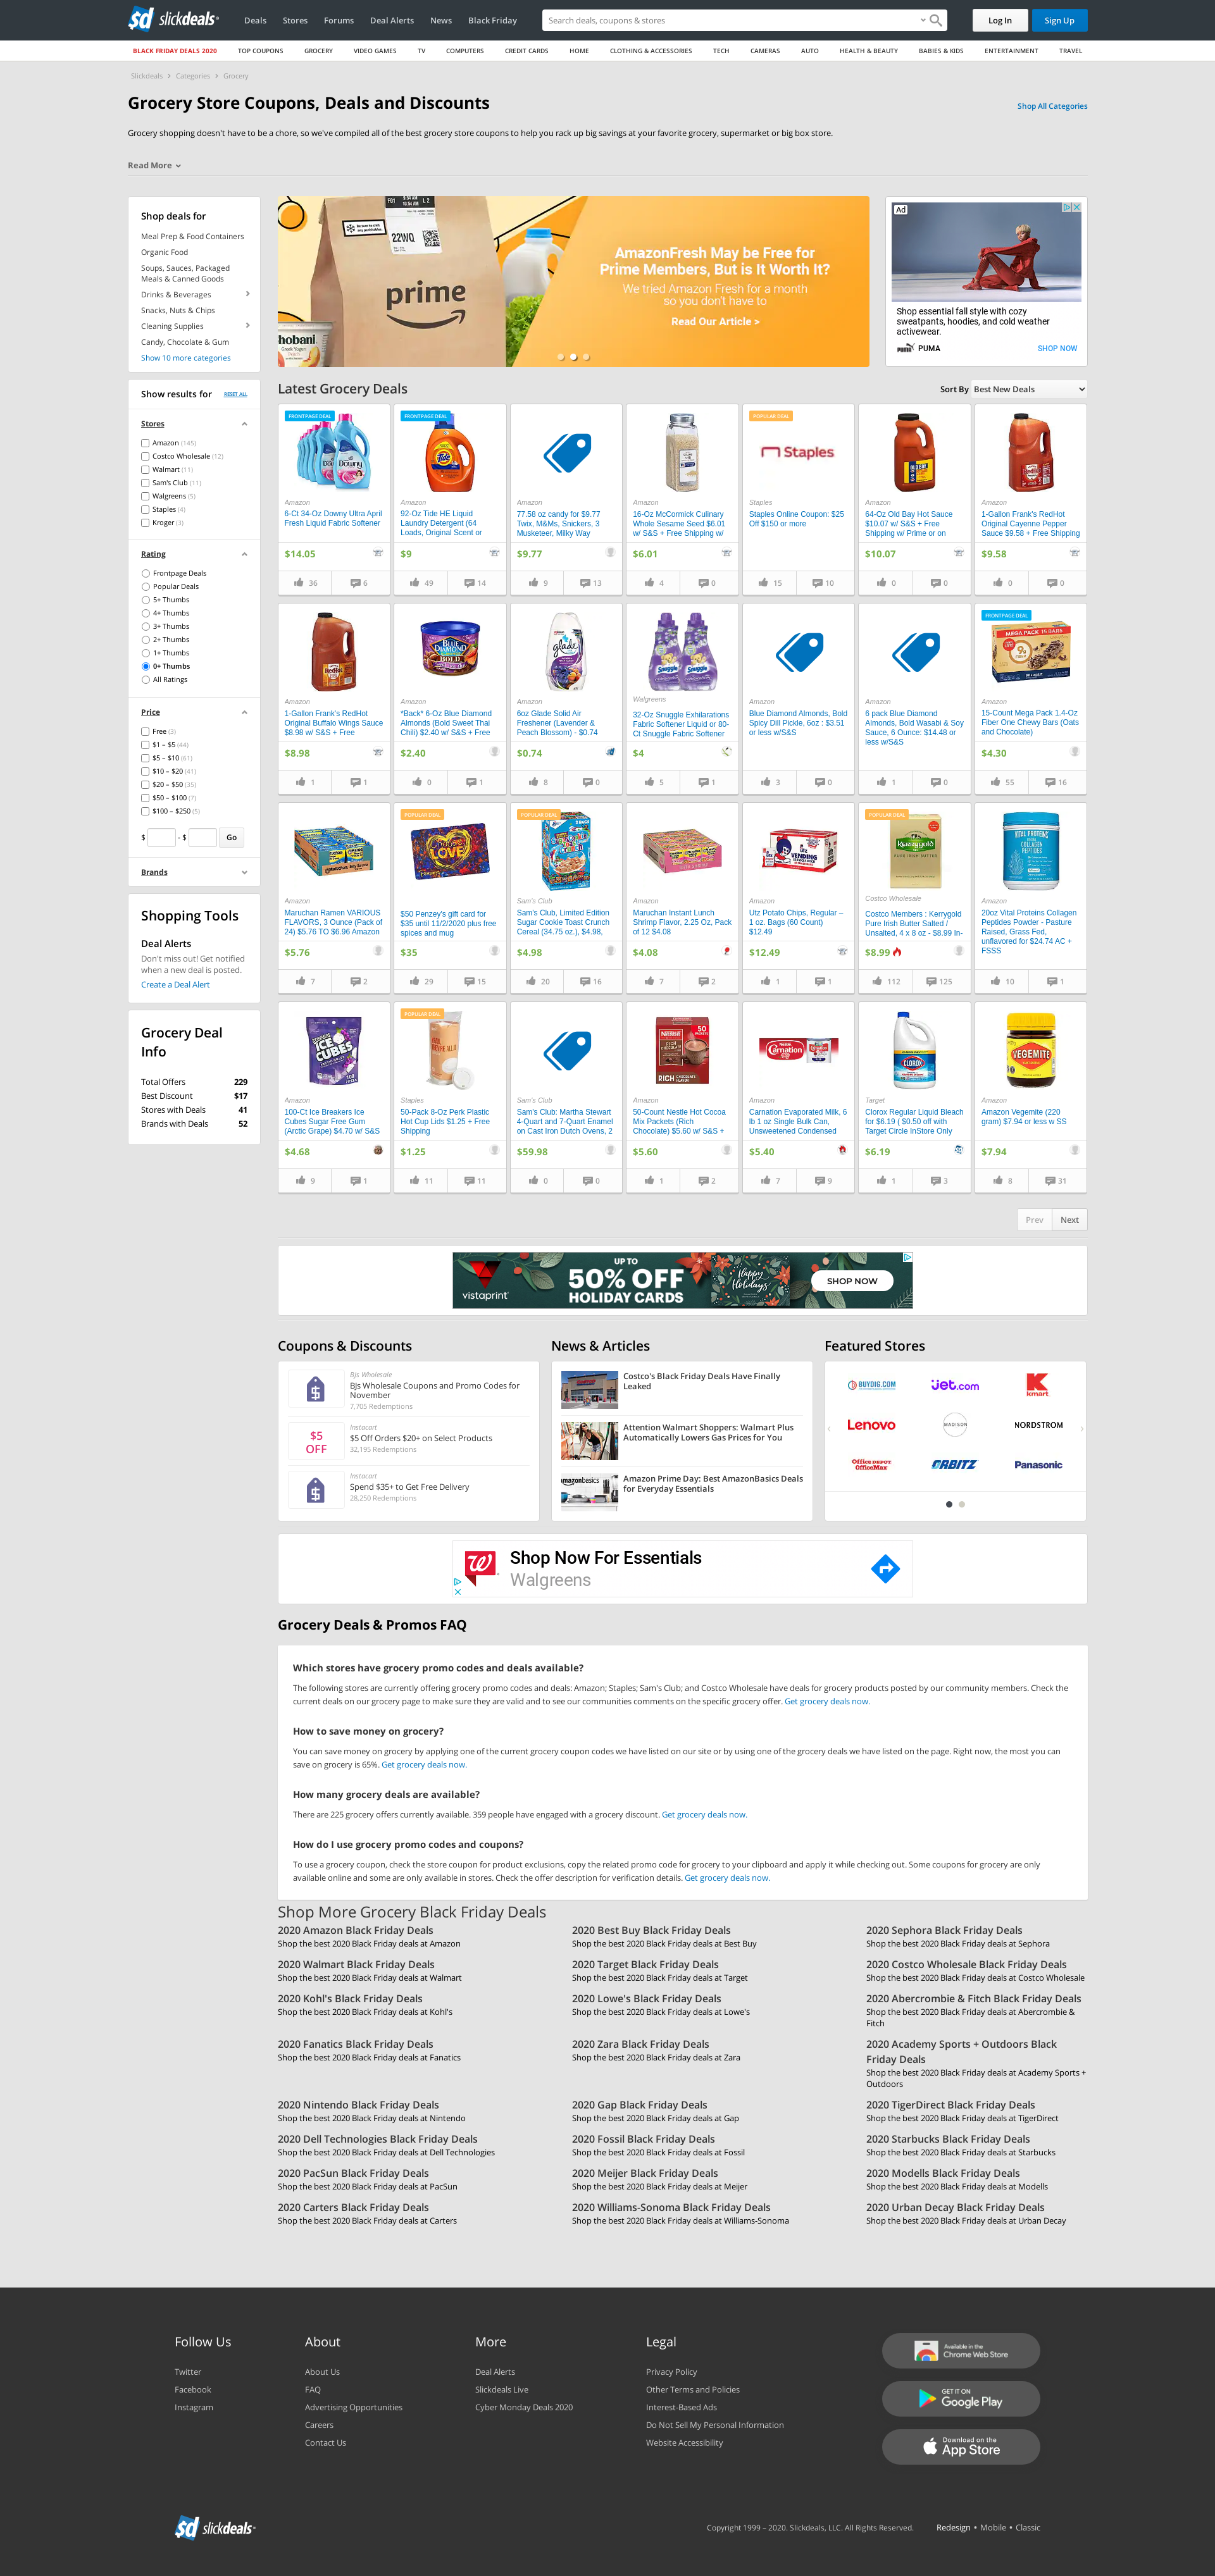 sd slickdeals
Deals Stores Forums Deal Alerts News Black Friday
Search deals, coupons & stores
Log In
Sign Up
BLACK FRIDAY DEALS 2020 TOP COUPONS GROCERY VIDEO GAMES TV COMPUTERS CREDIT CARDS HOME CLOTHING & ACCESSORIES TECH CAMERAS AUTO HEALTH & BEAUTY BABIES & KIDS ENTERTAINMENT TRAVEL
Slickdeals › Categories › Grocery
Grocery Store Coupons, Deals and Discounts
Shop All Categories
Grocery shopping doesn't have to be a chore, so we've compiled all of the best grocery store coupons to help you rack up big savings at your favorite grocery, supermarket or big box store.
Read More
Shop deals for
Meal Prep & Food Containers
Organic Food
Soups, Sauces, Packaged
Meals & Canned Goods
Drinks & Beverages
Snacks, Nuts & Chips
Cleaning Supplies
Candy, Chocolate & Gum
Show 10 more categories
Show results for
RESET ALL
Stores
Amazon (145)
Costco Wholesale (12)
Walmart (11)
Sam's Club (11)
Walgreens (5)
Staples (4)
Kroger (3)
Rating
Frontpage Deals
Popular Deals
5+ Thumbs
4+ Thumbs
3+ Thumbs
2+ Thumbs
1+ Thumbs
0+ Thumbs
All Ratings
Price
Free (3)
$1 – $5 (44)
$5 – $10 (61)
$10 – $20 (41)
$20 – $50 (35)
$50 – $100 (7)
$100 – $250 (5)
$ - $ Go
Brands
Shopping Tools
Deal Alerts
Don't miss out! Get notified
when a new deal is posted.
Create a Deal Alert
Grocery Deal
Info
Total Offers 229
Best Discount $17
Stores with Deals 41
Brands with Deals 52
22WQ
prime
hobani
AmazonFresh May be Free for
Prime Members, But is It Worth It?
We tried Amazon Fresh for a month
so you don't have to
Read Our Article >
Ad
Shop essential fall style with cozy
sweatpants, hoodies, and cold weather
activewear.
PUMA
SHOP NOW
Latest Grocery Deals
Sort By Best New Deals
FRONTPAGE DEAL
Amazon
6-Ct 34-Oz Downy Ultra April
Fresh Liquid Fabric Softener
$14.05
36 6
FRONTPAGE DEAL
Amazon
92-Oz Tide HE Liquid
Laundry Detergent (64
Loads, Original Scent or
$9
49 14
Amazon
77.58 oz candy for $9.77
Twix, M&Ms, Snickers, 3
Musketeer, Milky Way
$9.77
9 13
Amazon
16-Oz McCormick Culinary
Whole Sesame Seed $6.01
w/ S&S + Free Shipping w/
$6.01
4 0
POPULAR DEAL
Staples
Staples
Staples Online Coupon: $25
Off $150 or more
15 10
Amazon
64-Oz Old Bay Hot Sauce
$10.07 w/ S&S + Free
Shipping w/ Prime or on
$10.07
0 0
Amazon
1-Gallon Frank's RedHot
Original Cayenne Pepper
Sauce $9.58 + Free Shipping
$9.58
0 0
Amazon
1-Gallon Frank's RedHot
Original Buffalo Wings Sauce
$8.98 w/ S&S + Free
$8.98
1 1
Amazon
*Back* 6-Oz Blue Diamond
Almonds (Bold Sweet Thai
Chili) $2.40 w/ S&S + Free
$2.40
0 1
glade
Amazon
6oz Glade Solid Air
Freshener (Lavender &
Peach Blossom) - $0.74
$0.74
8 0
Snuggle
Walgreens
32-Oz Snuggle Exhilarations
Fabric Softener Liquid or 80-
Ct Snuggle Fabric Softener
$4
5 1
Amazon
Blue Diamond Almonds, Bold
Spicy Dill Pickle, 6oz : $3.51
or less w/S&S
3 0
Amazon
6 pack Blue Diamond
Almonds, Bold Wasabi & Soy
Sauce, 6 Ounce: $14.48 or
less w/S&S
1 0
FRONTPAGE DEAL
MEGA PACK 15 BARS
Amazon
15-Count Mega Pack 1.4-Oz
Fiber One Chewy Bars (Oats
and Chocolate)
$4.30
55 16
Amazon
Maruchan Ramen VARIOUS
FLAVORS, 3 Ounce (Pack of
24) $5.76 TO $6.96 Amazon
$5.76
7 2
POPULAR DEAL
LOVE
$50 Penzey's gift card for
$35 until 11/2/2020 plus free
spices and mug
$35
29 15
POPULAR DEAL
Sam's Club
Sam's Club, Limited Edition
Sugar Cookie Toast Crunch
Cereal (34.75 oz.), $4.98,
$4.98
20 16
Amazon
Maruchan Instant Lunch
Shrimp Flavor, 2.25 Oz, Pack
of 12 $4.08
$4.08
7 2
Utz VENDING
Amazon
Utz Potato Chips, Regular –
1 oz. Bags (60 Count)
$12.49
$12.49
1 1
POPULAR DEAL
Kerrygold
PURE IRISH BUTTER
Costco Wholesale
Costco Members : Kerrygold
Pure Irish Butter Salted /
Unsalted, 4 x 8 oz - $8.99 In-
$8.99
112 125
VITAL PROTEINS
COLLAGEN
PEPTIDES
Amazon
20oz Vital Proteins Collagen
Peptides Powder - Pasture
Raised, Grass Fed,
unflavored for $24.74 AC +
FSSS
10 1
ICE CUBES
Amazon
100-Ct Ice Breakers Ice
Cubes Sugar Free Gum
(Arctic Grape) $4.70 w/ S&S
$4.68
9 1
POPULAR DEAL
Staples
50-Pack 8-Oz Perk Plastic
Hot Cup Lids $1.25 + Free
Shipping
$1.25
11 11
Sam's Club
Sam's Club: Martha Stewart
4-Quart and 7-Quart Enamel
on Cast Iron Dutch Ovens, 2
$59.98
0 0
Nestle 50
RICH CHOCOLATE
Amazon
50-Count Nestle Hot Cocoa
Mix Packets (Rich
Chocolate) $5.60 w/ S&S +
$5.60
1 2
Carnation
Amazon
Carnation Evaporated Milk, 6
lb 1 oz Single Bulk Can,
Unsweetened Condensed
$5.40
7 9
CLOROX
Target
Clorox Regular Liquid Bleach
for $6.19 ( $0.50 off with
Target Circle InStore Only
$6.19
1 3
VEGEMITE
Amazon
Amazon Vegemite (220
gram) $7.94 or less w SS
$7.94
8 31
Prev Next
vistaprint
UP TO
50% OFF
HOLIDAY CARDS
Happy Holidays
SHOP NOW
Coupons & Discounts
BJs Wholesale
BJs Wholesale Coupons and Promo Codes for
November
7,705 Redemptions
$5
OFF
Instacart
$5 Off Orders $20+ on Select Products
32,195 Redemptions
Instacart
Spend $35+ to Get Free Delivery
28,250 Redemptions
News & Articles
Costco's Black Friday Deals Have Finally
Leaked
Attention Walmart Shoppers: Walmart Plus
Automatically Lowers Gas Prices for You
amazonbasics
Amazon Prime Day: Best AmazonBasics Deals
for Everyday Essentials
Featured Stores
BUYDIG.COM
jet.com
kmart
Lenovo
MADISON
NORDSTROM
Office DEPOT
OfficeMax
ORBITZ
Panasonic
Shop Now For Essentials
Walgreens
Grocery Deals & Promos FAQ
Which stores have grocery promo codes and deals available?
The following stores are currently offering grocery promo codes and deals: Amazon; Staples; Sam's Club; and Costco Wholesale have deals for grocery products posted by our community members. Check the
current deals on our grocery page to make sure they are valid and to see our communities comments on the specific grocery offer. Get grocery deals now.
How to save money on grocery?
You can save money on grocery by applying one of the current grocery coupon codes we have listed on our site or by using one of the grocery deals we have listed on the page. Right now, the most you can
save on grocery is 65%. Get grocery deals now.
How many grocery deals are available?
There are 225 grocery offers currently available. 359 people have engaged with a grocery discount. Get grocery deals now.
How do I use grocery promo codes and coupons?
To use a grocery coupon, check the store coupon for product exclusions, copy the related promo code for grocery to your clipboard and apply it while checking out. Some coupons for grocery are only
available online and some are only available in stores. Check the offer description for verification details. Get grocery deals now.
Shop More Grocery Black Friday Deals
2020 Amazon Black Friday Deals
Shop the best 2020 Black Friday deals at Amazon
2020 Best Buy Black Friday Deals
Shop the best 2020 Black Friday deals at Best Buy
2020 Sephora Black Friday Deals
Shop the best 2020 Black Friday deals at Sephora
2020 Walmart Black Friday Deals
Shop the best 2020 Black Friday deals at Walmart
2020 Target Black Friday Deals
Shop the best 2020 Black Friday deals at Target
2020 Costco Wholesale Black Friday Deals
Shop the best 2020 Black Friday deals at Costco Wholesale
2020 Kohl's Black Friday Deals
Shop the best 2020 Black Friday deals at Kohl's
2020 Lowe's Black Friday Deals
Shop the best 2020 Black Friday deals at Lowe's
2020 Abercrombie & Fitch Black Friday Deals
Shop the best 2020 Black Friday deals at Abercrombie &
Fitch
2020 Fanatics Black Friday Deals
Shop the best 2020 Black Friday deals at Fanatics
2020 Zara Black Friday Deals
Shop the best 2020 Black Friday deals at Zara
2020 Academy Sports + Outdoors Black
Friday Deals
Shop the best 2020 Black Friday deals at Academy Sports +
Outdoors
2020 Nintendo Black Friday Deals
Shop the best 2020 Black Friday deals at Nintendo
2020 Gap Black Friday Deals
Shop the best 2020 Black Friday deals at Gap
2020 TigerDirect Black Friday Deals
Shop the best 2020 Black Friday deals at TigerDirect
2020 Dell Technologies Black Friday Deals
Shop the best 2020 Black Friday deals at Dell Technologies
2020 Fossil Black Friday Deals
Shop the best 2020 Black Friday deals at Fossil
2020 Starbucks Black Friday Deals
Shop the best 2020 Black Friday deals at Starbucks
2020 PacSun Black Friday Deals
Shop the best 2020 Black Friday deals at PacSun
2020 Meijer Black Friday Deals
Shop the best 2020 Black Friday deals at Meijer
2020 Modells Black Friday Deals
Shop the best 2020 Black Friday deals at Modells
2020 Carters Black Friday Deals
Shop the best 2020 Black Friday deals at Carters
2020 Williams-Sonoma Black Friday Deals
Shop the best 2020 Black Friday deals at Williams-Sonoma
2020 Urban Decay Black Friday Deals
Shop the best 2020 Black Friday deals at Urban Decay
Follow Us
Twitter
Facebook
Instagram
About
About Us
FAQ
Advertising Opportunities
Careers
Contact Us
More
Deal Alerts
Slickdeals Live
Cyber Monday Deals 2020
Legal
Privacy Policy
Other Terms and Policies
Interest-Based Ads
Do Not Sell My Personal Information
Website Accessibility
Available in the
Chrome Web Store
GET IT ON
Google Play
Download on the
App Store
sd slickdeals
Copyright 1999 – 2020. Slickdeals, LLC. All Rights Reserved.
Redesign • Mobile • Classic